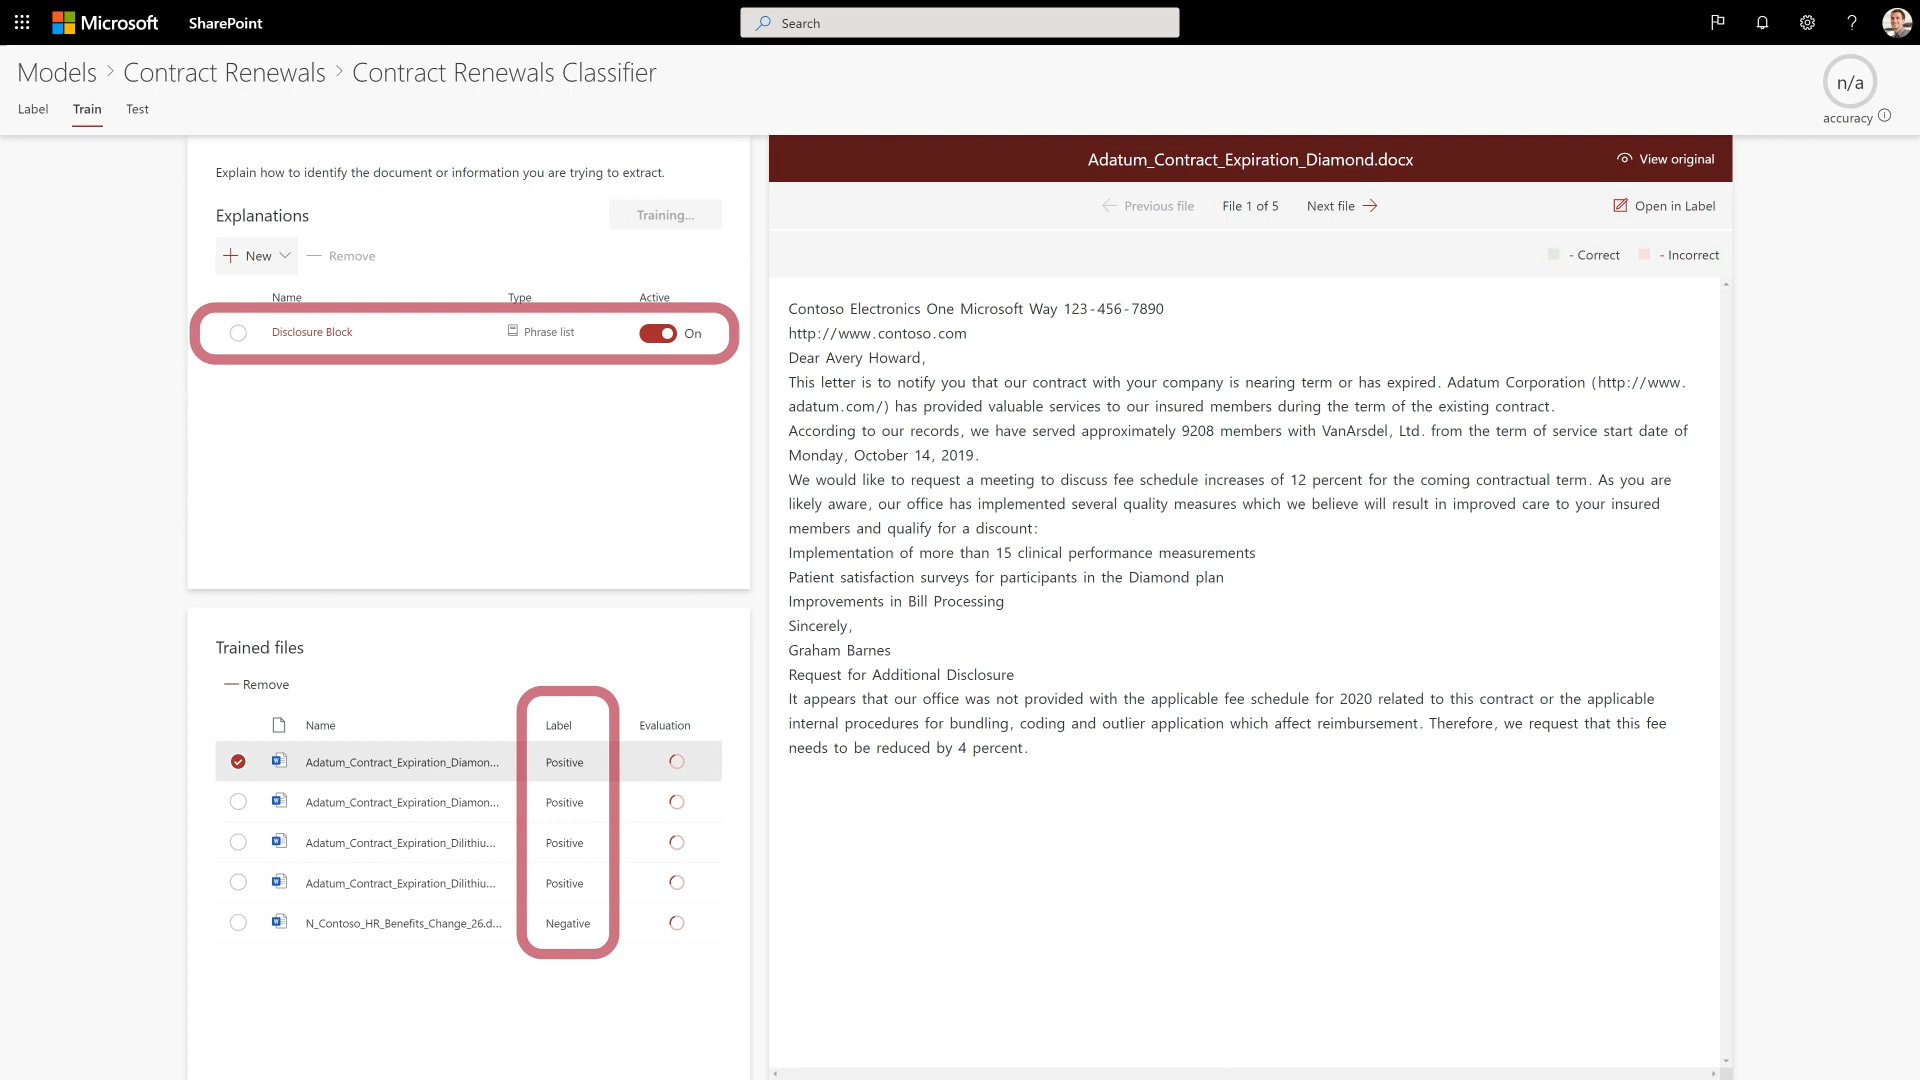 Microsoft SharePoint Search
Models > Contract Renewals > Contract Renewals Classifier
n/a
accuracy
Label Train Test
Explain how to identify the document or information you are trying to extract.
Explanations Training...
New Remove
Name Type Active
Disclosure Block Phrase list On
Trained files
Remove
Name Label Evaluation
Adatum_Contract_Expiration_Diamon... Positive
Adatum_Contract_Expiration_Diamon... Positive
Adatum_Contract_Expiration_Dilithiu... Positive
Adatum_Contract_Expiration_Dilithiu... Positive
N_Contoso_HR_Benefits_Change_26.d... Negative
Adatum_Contract_Expiration_Diamond.docx View original
Previous file File 1 of 5 Next file Open in Label
- Correct - Incorrect
Contoso Electronics One Microsoft Way 123-456-7890
http://www.contoso.com
Dear Avery Howard,
This letter is to notify you that our contract with your company is nearing term or has expired. Adatum Corporation (http://www.
adatum.com/) has provided valuable services to our insured members during the term of the existing contract.
According to our records, we have served approximately 9208 members with VanArsdel, Ltd. from the term of service start date of
Monday, October 14, 2019.
We would like to request a meeting to discuss fee schedule increases of 12 percent for the coming contractual term. As you are
likely aware, our office has implemented several quality measures which we believe will result in improved care to your insured
members and qualify for a discount:
Implementation of more than 15 clinical performance measurements
Patient satisfaction surveys for participants in the Diamond plan
Improvements in Bill Processing
Sincerely,
Graham Barnes
Request for Additional Disclosure
It appears that our office was not provided with the applicable fee schedule for 2020 related to this contract or the applicable
internal procedures for bundling, coding and outlier application which affect reimbursement. Therefore, we request that this fee
needs to be reduced by 4 percent.